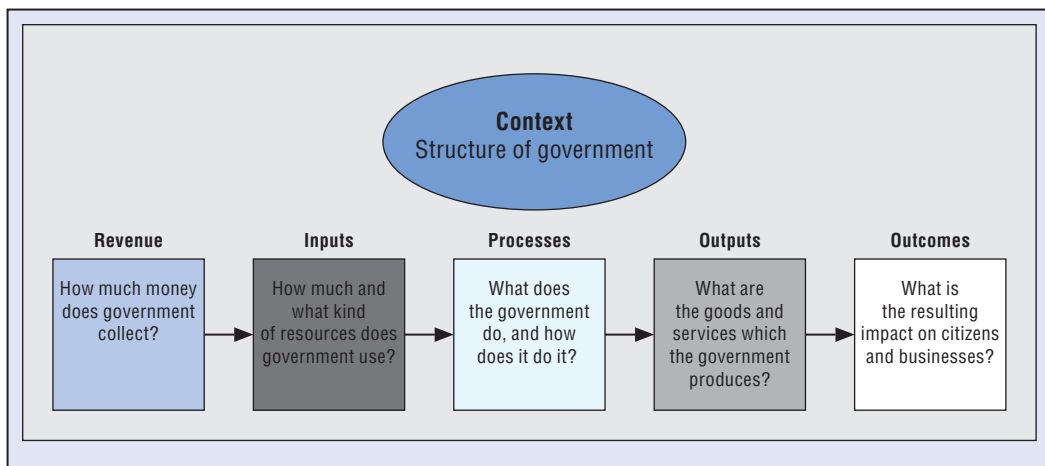 Context
Structure of government
Revenue
How much money
does government
collect?
Inputs
How much and
what kind
of resources does
government use?
Processes
What does
the government
do, and how
does it do it?
Outputs
What are
the goods and
services which
the government
produces?
Outcomes
What is
the resulting
impact on citizens
and businesses?